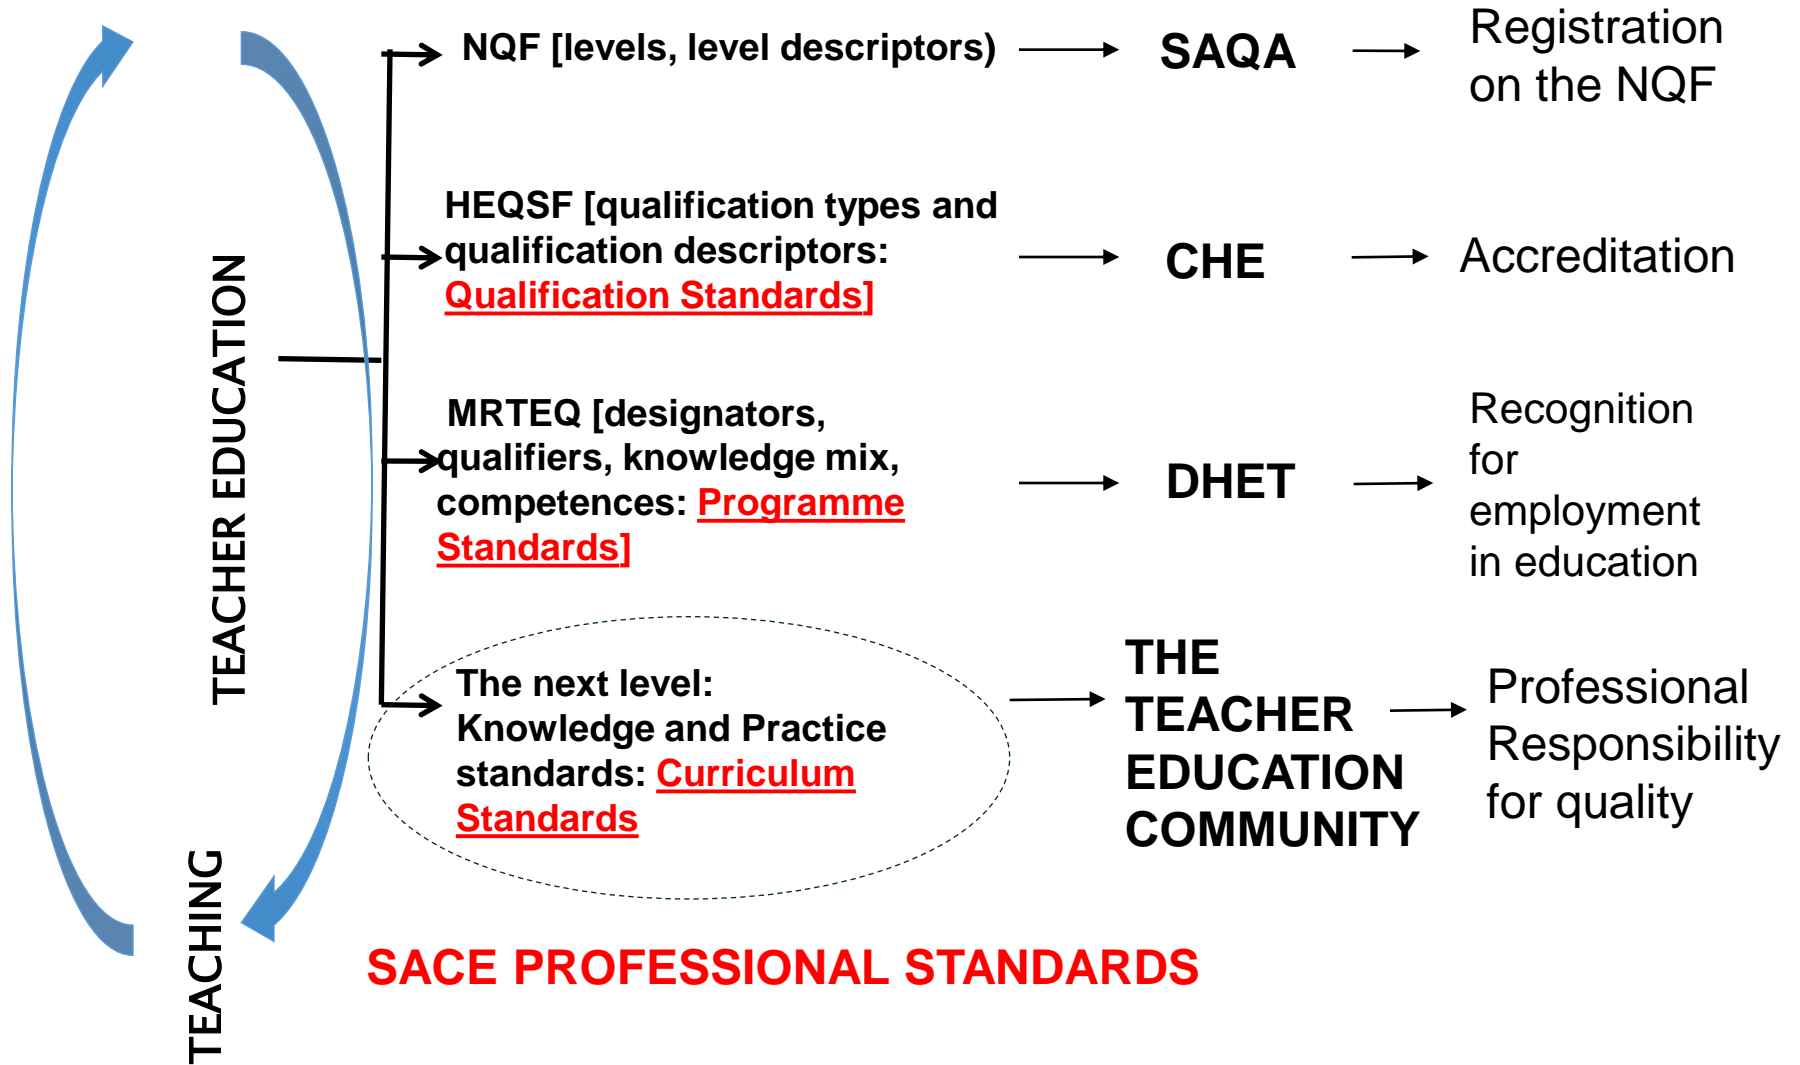 NQF [levels, level descriptors)
SAQA
Registration
on the NQF
HEQSF [qualification types and
qualification descriptors:
Qualification Standards]
CHE
Accreditation
TEACHER EDUCATION
MRTEQ [designators,
qualifiers, knowledge mix,
competences: Programme
Standards]
DHET
Recognition
for
employment
in education
The next level:
Knowledge and Practice
standards: Curriculum
Standards
THE
TEACHER
EDUCATION
COMMUNITY
Professional
Responsibility
for quality
TEACHING
SACE PROFESSIONAL STANDARDS